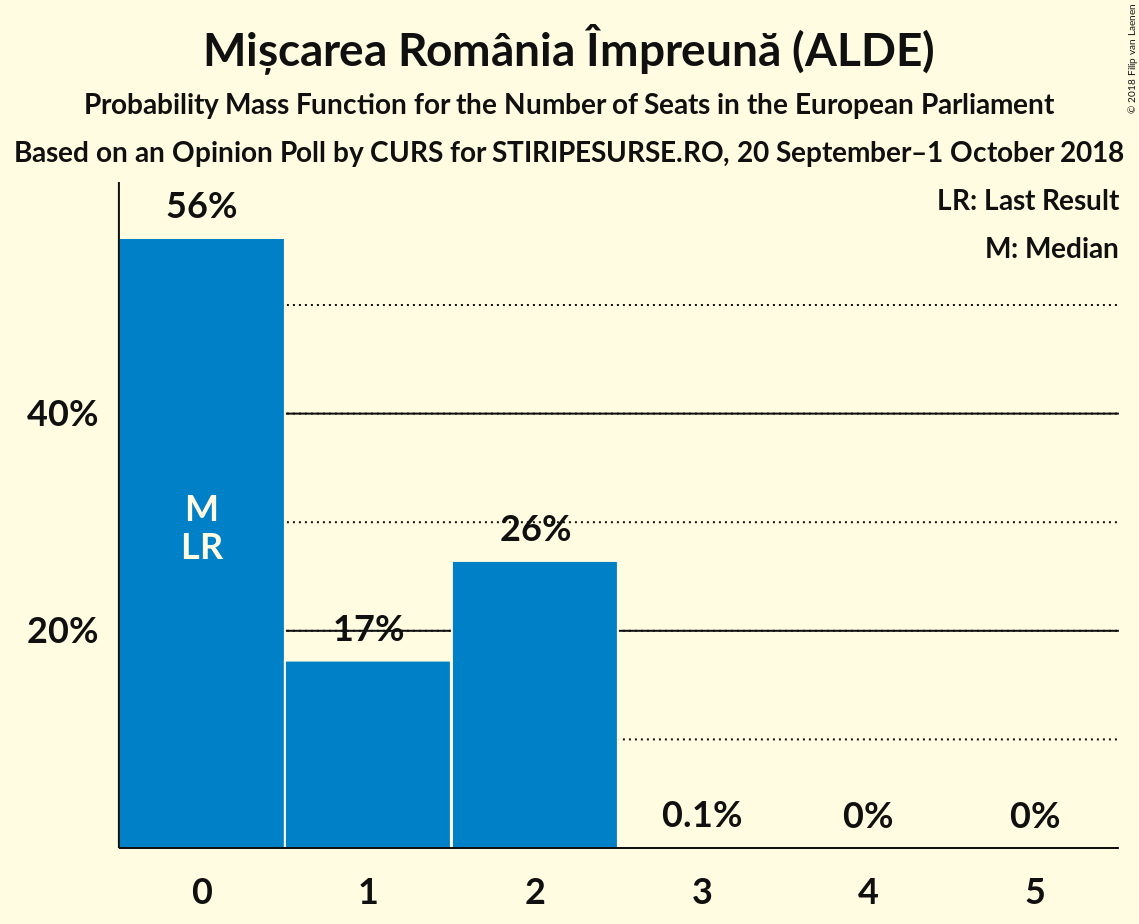 Mișcarea România Împreună (ALDE)
Probability Mass Function for the Number of Seats in the European Parliament
Based on an Opinion Poll by CURS for STIRIPESURSE.RO, 20 September–1 October 2018
© 2018 Filip van Laenen
LR: Last Result
M: Median
56%
40%
M
LR
26%
20%
17%
0.1%
0%
0%
0
1
2
3
4
5